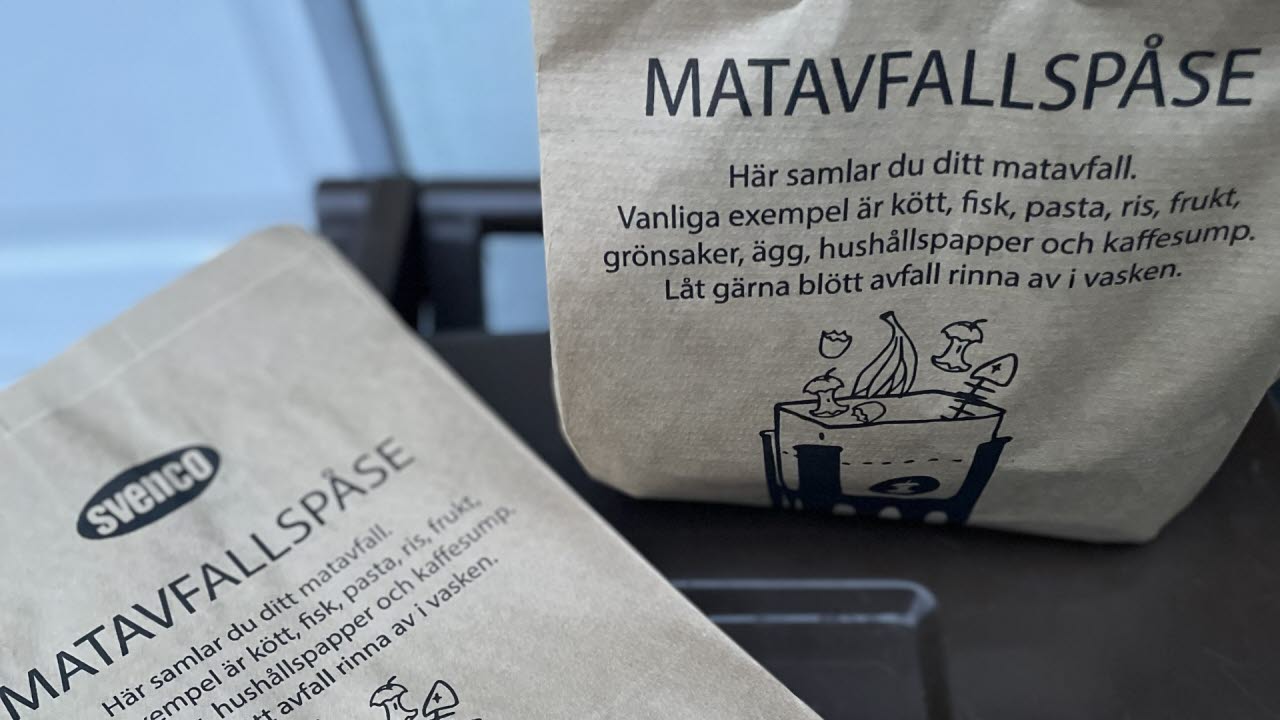 MATAVFALLSPÅSE
Här samlar du ditt matavfall.
Vanliga exempel är kött, fisk, pasta, ris, frukt,
grönsaker, ägg, hushållspapper och kaffesump.
Låt gärna blött avfall rinna av i vasken.
svenco
MATAVFALLSPÅSE
Här samlar du ditt matavfall.
empel är kött, fisk, pasta, ris, frukt,
hushållspapper och kaffesump.
tt avfall rinna av i vasken.